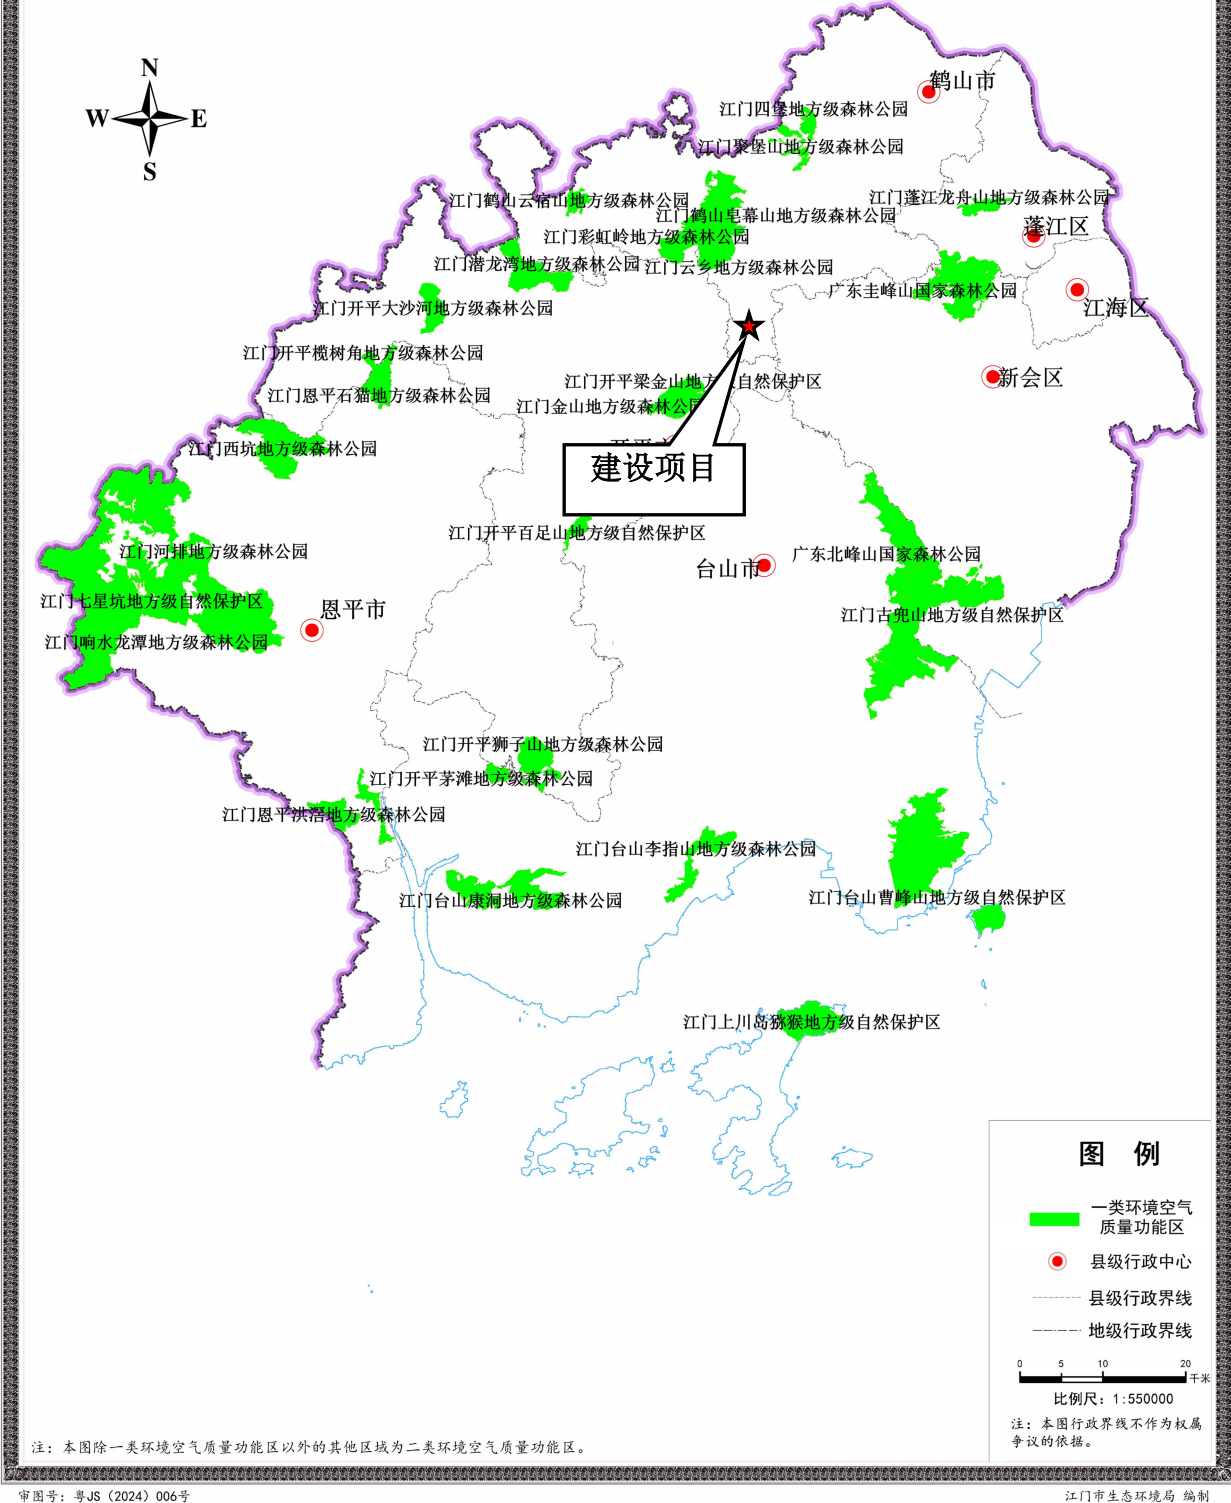 N
W
E
S
鹤山市
江门四堡地方级森林公园
江门聚堡山地方级森林公园
江门鹤山云宿山地方级森林公园
江门蓬江龙舟山地方级森林公园
江门鹤山皂幕山地方级森林公园
蓬江区
江门彩虹岭地方级森林公园
江门潜龙湾地方级森林公园
江门云乡地方级森林公园
广东圭峰山国家森林公园
江海区
江门开平大沙河地方级森林公园
江门开平榄树角地方级森林公园
江门恩平石猫地方级森林公园
江门开平梁金山地方
自然保护区
新会区
江门金山地方级森林公园
江门西坑地方级森林公园
建设项目
江门开平百足山地方级自然保护区
江门河排地方级森林公园
台山市
广东北峰山国家森林公园
江门七星坑地方级自然保护区
恩平市
江门古兜山地方级自然保护区
江门响水龙潭地方级森林公园
江门开平狮子山地方级森林公园
江门开平茅滩地方级森林公园
江门恩平洪滔地方级森林公园
江门台山李指山地方级森林公园
江门台山康洞地方级森林公园
江门台山曹峰山地方级自然保护区
江门上川岛猕猴地方级自然保护区
图 例
一类环境空气
质量功能区
县级行政中心
县级行政界线
地级行政界线
0 5 10 20
千米
比例尺：1:550000
注：本图行政界线不作为权属
争议的依据。
注：本图除一类环境空气质量功能区以外的其他区域为二类环境空气质量功能区。
审图号：粤JS（2024）006号
江门市生态环境局 编制